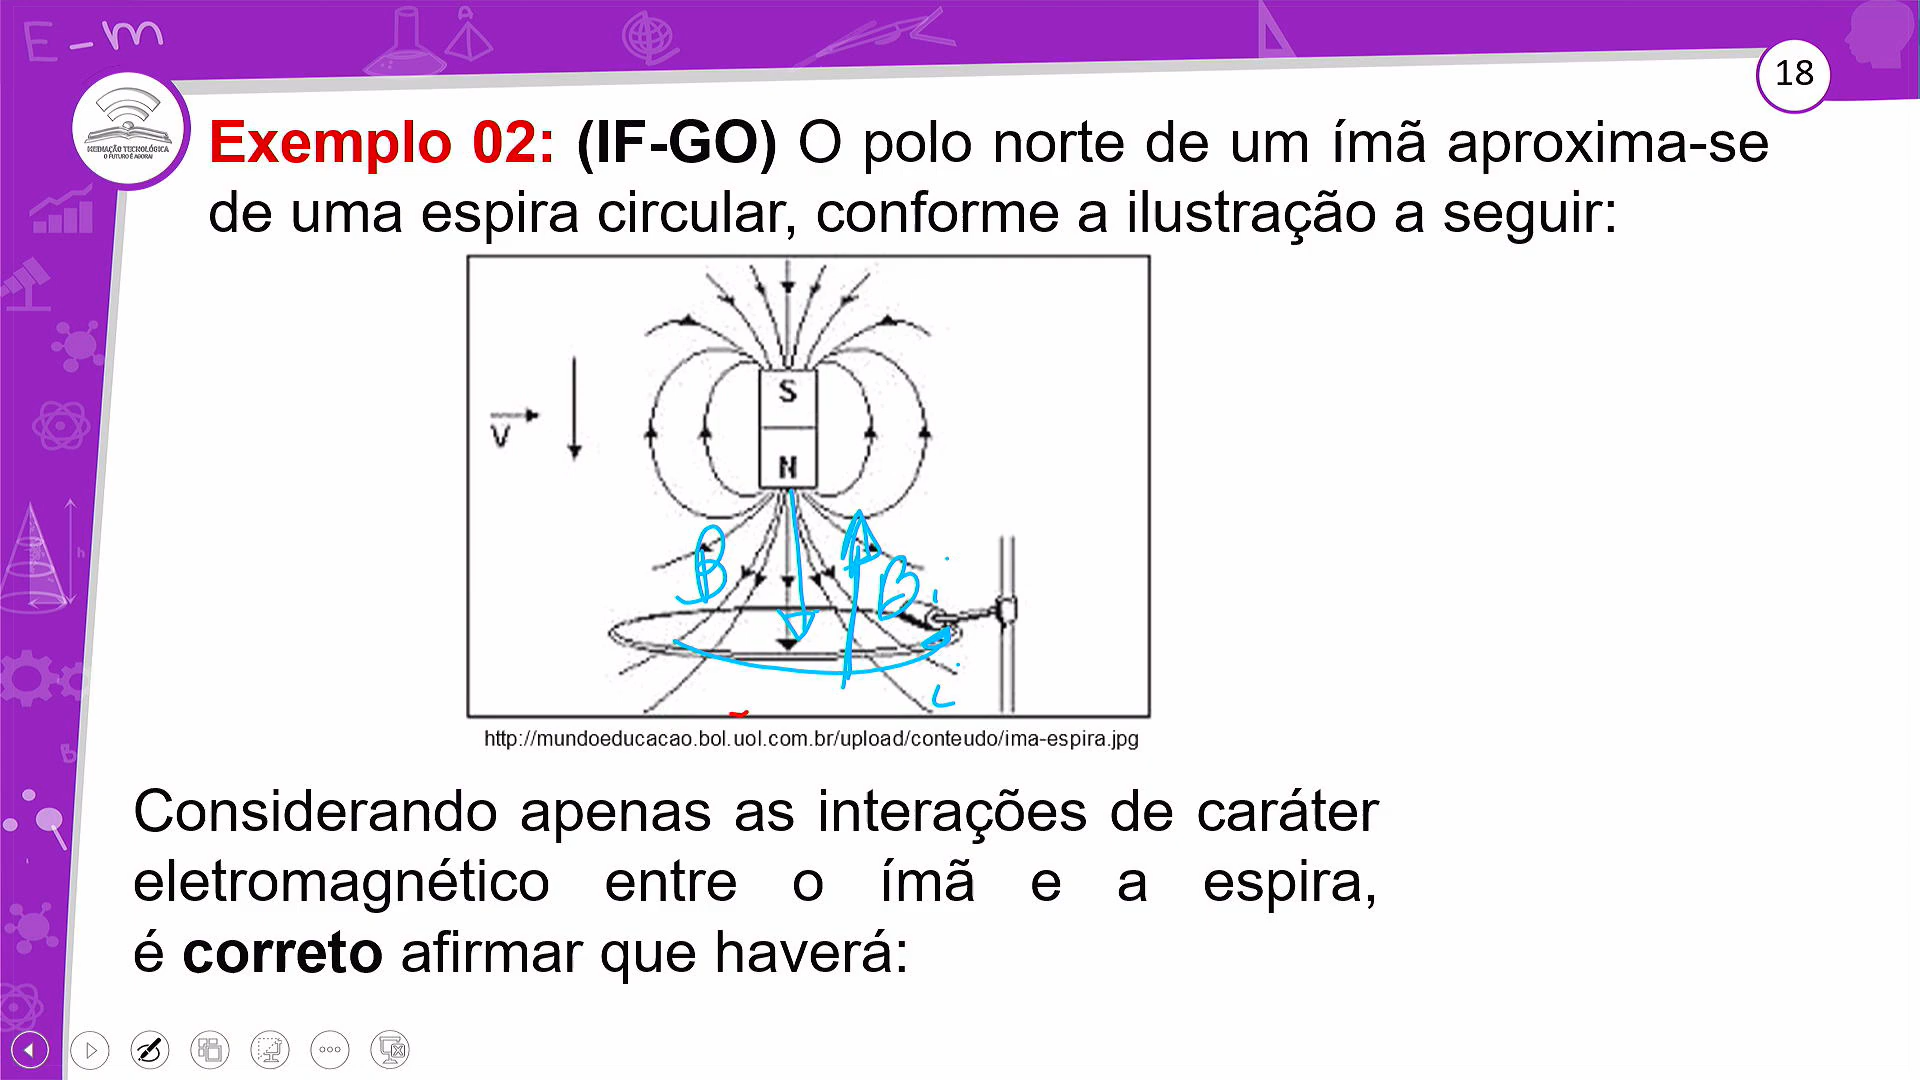 E-m
18
MEDIAÇÃO TECNOLÓGICA
O FUTURO É AGORA!
Exemplo 02: (IF-GO) O polo norte de um ímã aproxima-se
de uma espira circular, conforme a ilustração a seguir:
S
V
N
B
B
i
i
http://mundoeducacao.bol.uol.com.br/upload/conteudo/ima-espira.jpg
Considerando apenas as interações de caráter
eletromagnético entre o ímã e a espira,
é correto afirmar que haverá: